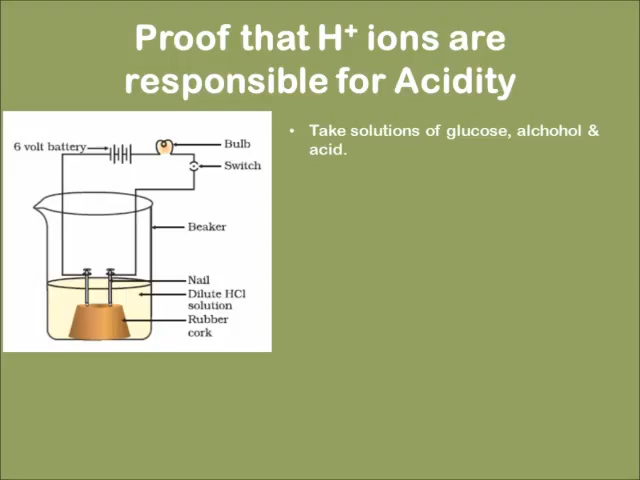 Proof that H⁺ ions are
responsible for Acidity
6 volt battery
Bulb
Switch
Beaker
Nail
Dilute HCl
solution
Rubber
cork
• Take solutions of glucose, alchohol &
acid.